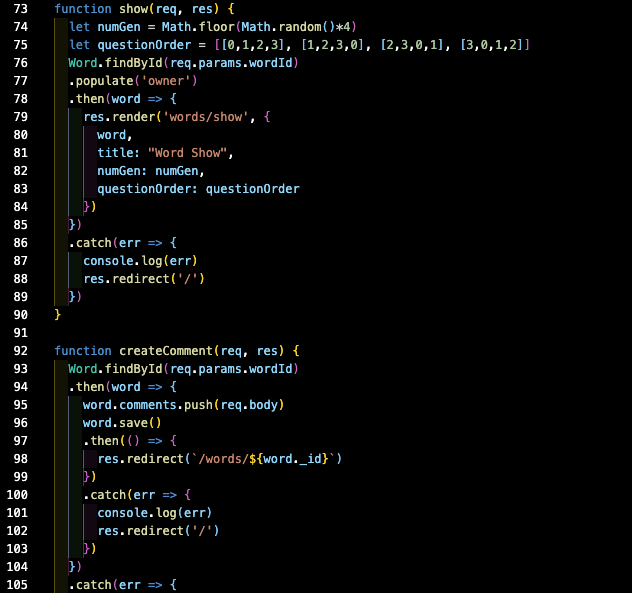 73 function show(req, res) {
74 let numGen = Math.floor(Math.random()*4)
75 let questionOrder = [[0,1,2,3], [1,2,3,0], [2,3,0,1], [3,0,1,2]]
76 Word.findById(req.params.wordId)
77 .populate('owner')
78 .then(word => {
79 res.render('words/show', {
80 word,
81 title: "Word Show",
82 numGen: numGen,
83 questionOrder: questionOrder
84 })
85 })
86 .catch(err => {
87 console.log(err)
88 res.redirect('/')
89 })
90 }
91
92 function createComment(req, res) {
93 Word.findById(req.params.wordId)
94 .then(word => {
95 word.comments.push(req.body)
96 word.save()
97 .then(() => {
98 res.redirect(`/words/${word._id}`)
99 })
100 .catch(err => {
101 console.log(err)
102 res.redirect('/')
103 })
104 })
105 .catch(err => {